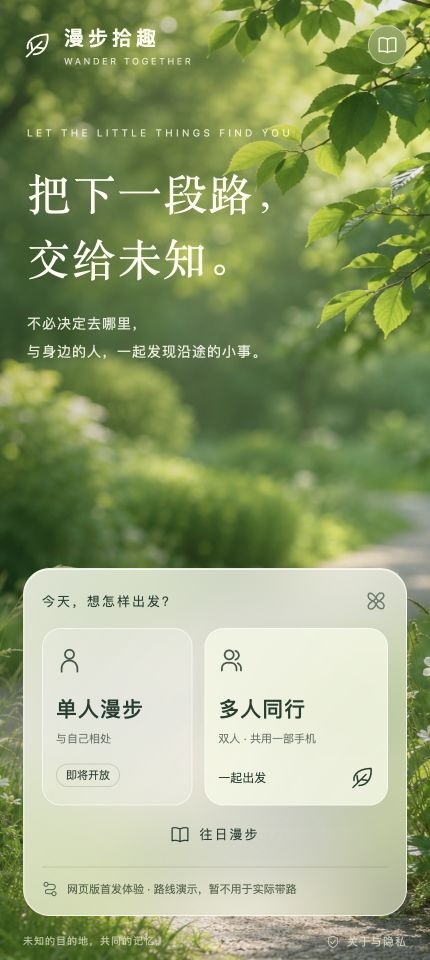 漫步拾趣
WANDER TOGETHER
LET THE LITTLE THINGS FIND YOU
把下一段路，
交给未知。
不必决定去哪里，
与身边的人，一起发现沿途的小事。
今天，想怎样出发？
单人漫步
与自己相处
即将开放
多人同行
双人 · 共用一部手机
一起出发
往日漫步
网页版首发体验 · 路线演示，暂不用于实际带路
未知的目的地，共同的记忆。
关于与隐私